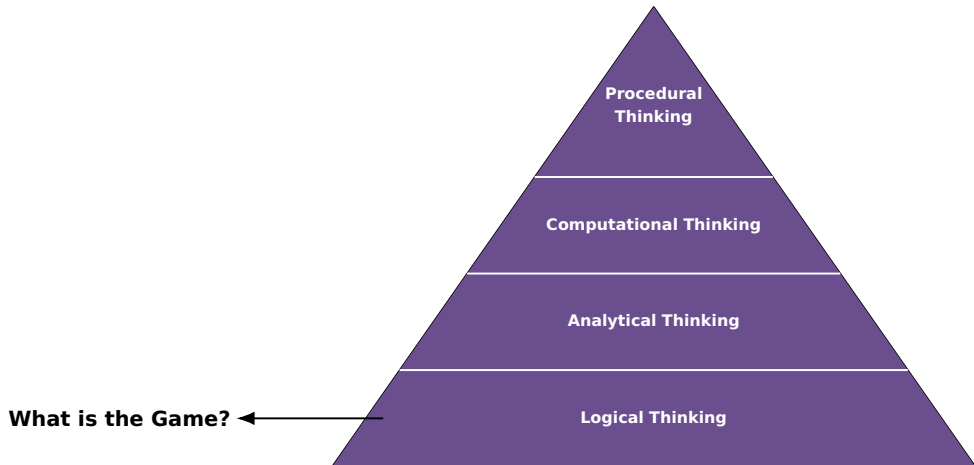 Procedural
Thinking
Computational Thinking
Analytical Thinking
What is the Game?
Logical Thinking